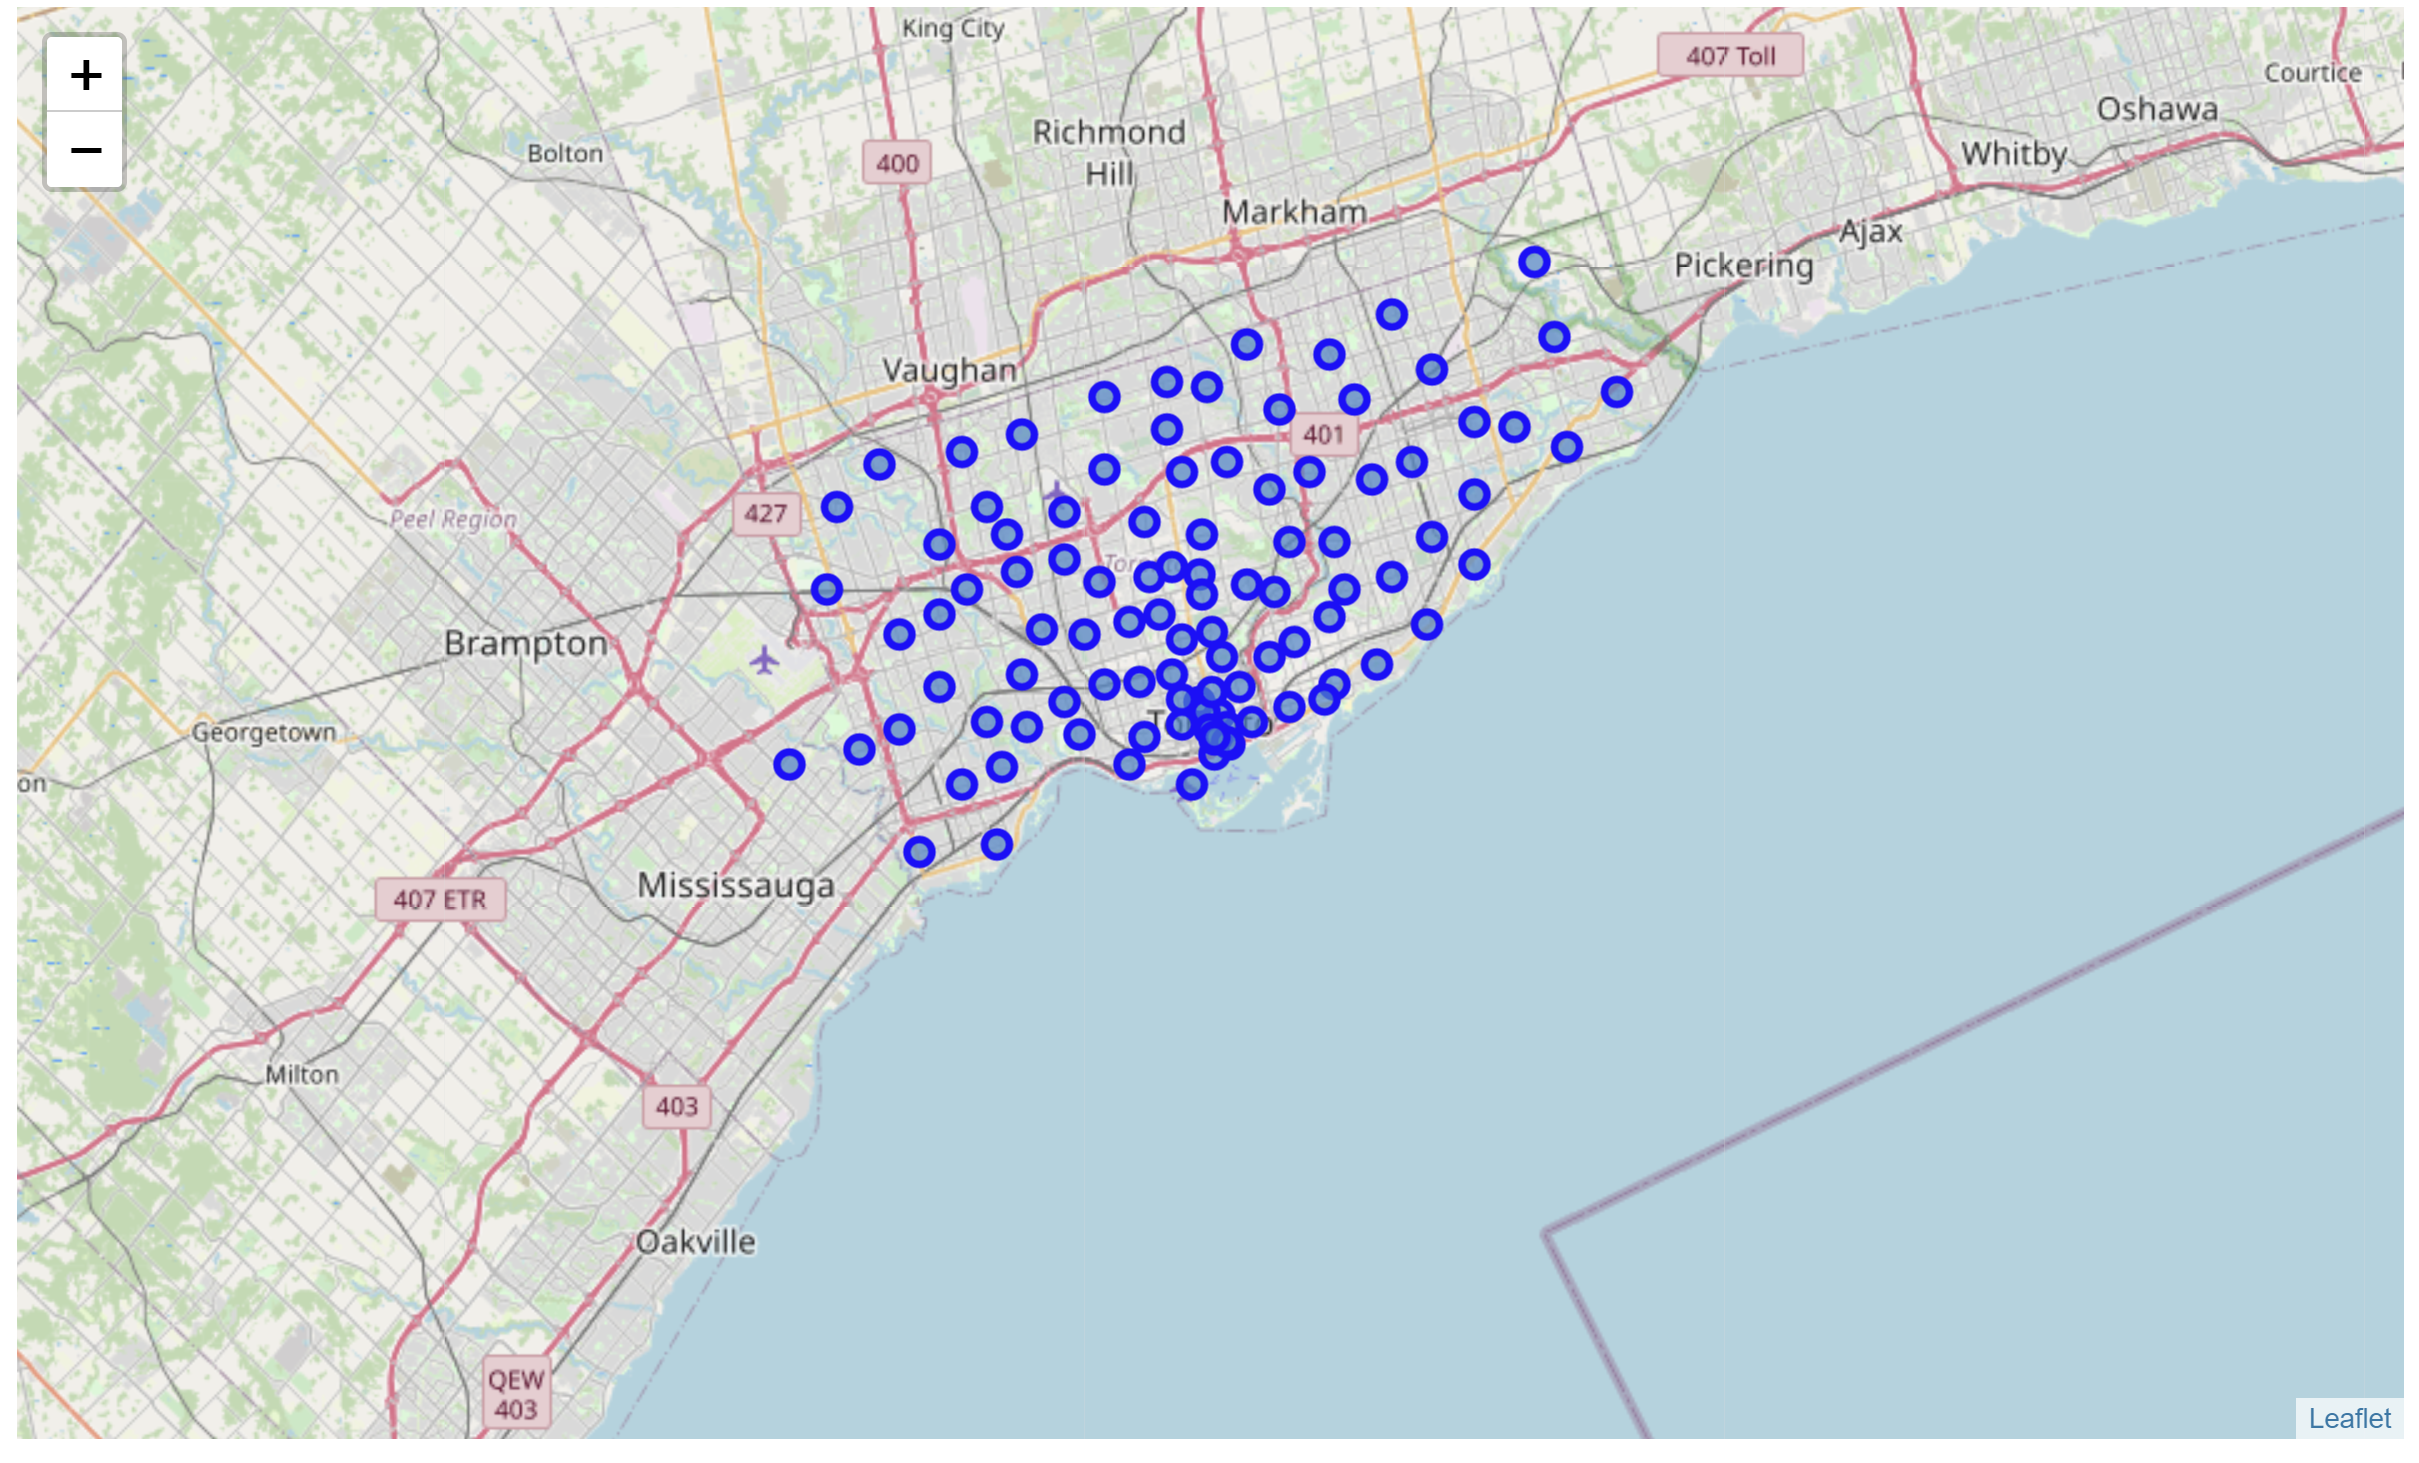 +
−
King City
407 Toll
Courtice
Oshawa
Richmond
Hill
Bolton
400
Whitby
Markham
Ajax
Pickering
Vaughan
401
427
Peel Region
Brampton
Georgetown
on
407 ETR
Mississauga
Milton
403
Oakville
QEW
403
Leaflet